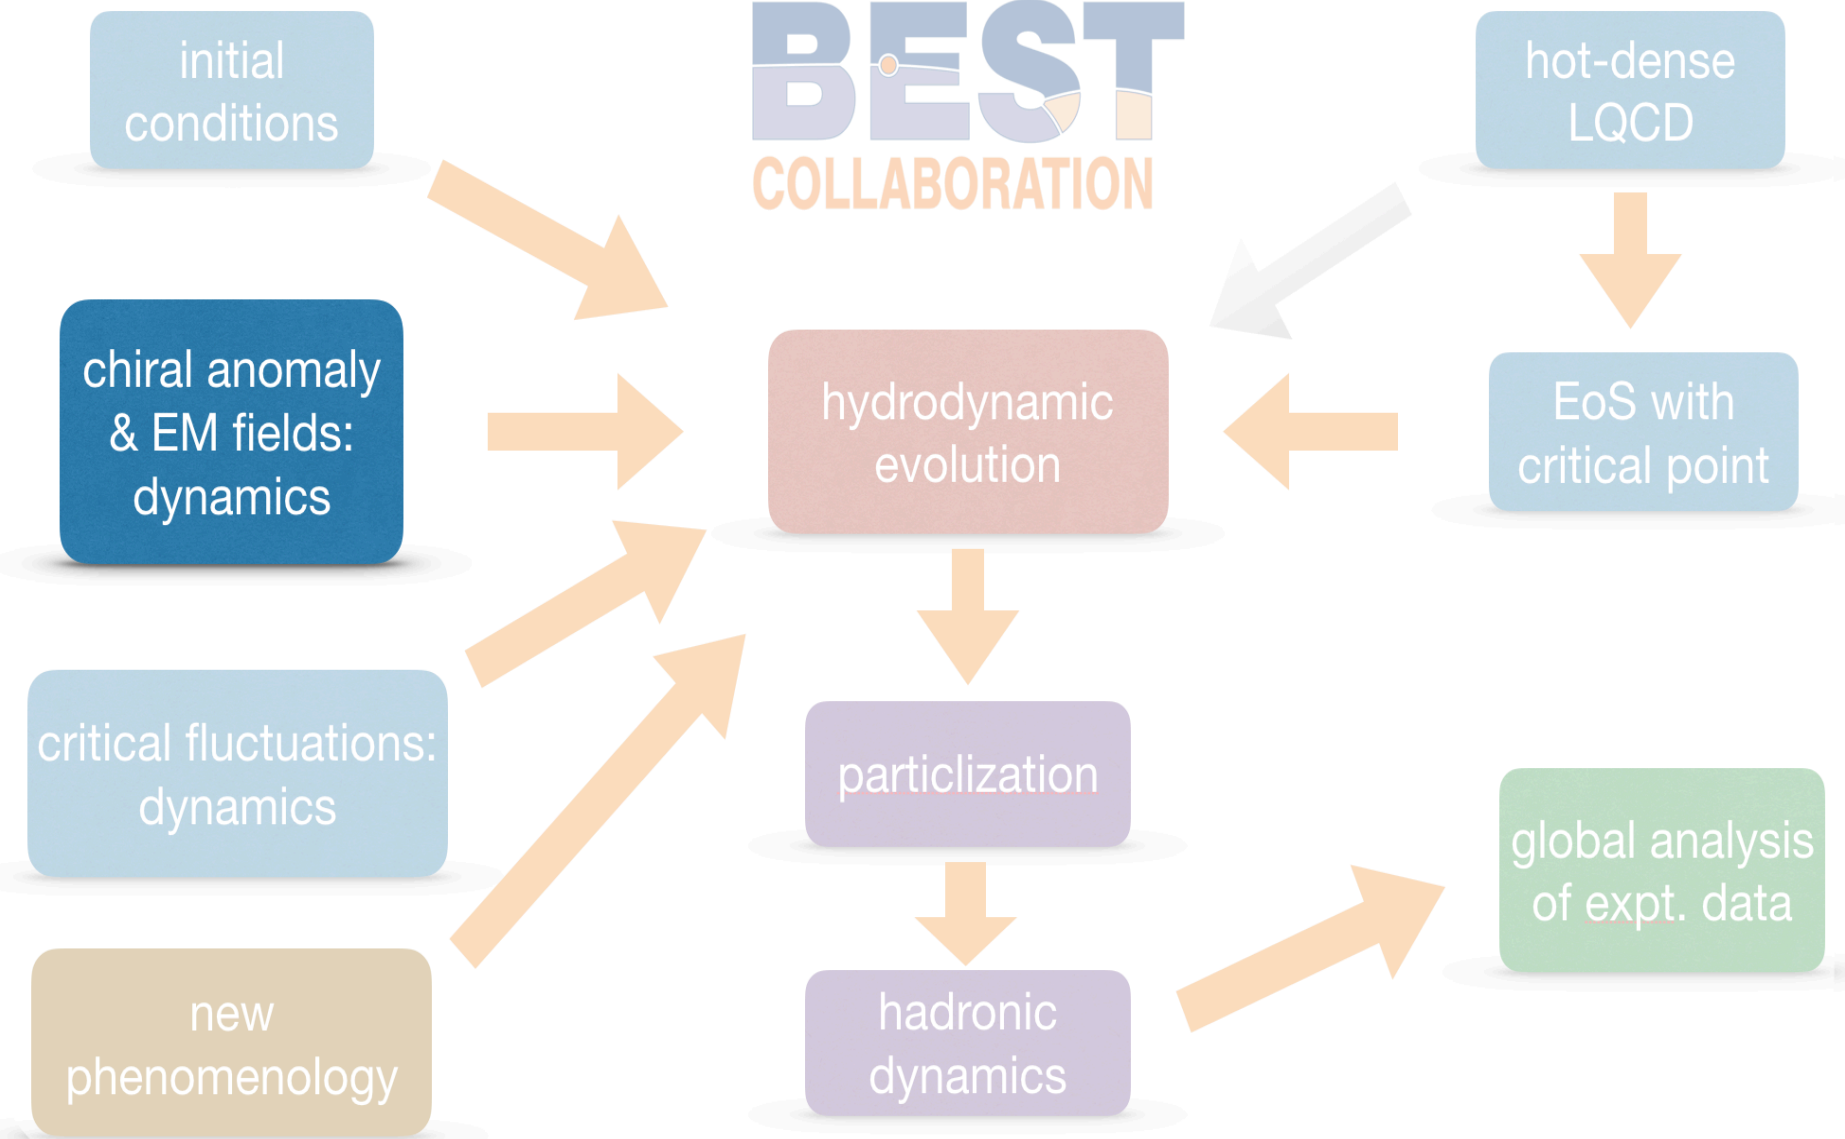 initial
conditions
BEST
COLLABORATION
hot-dense
LQCD
chiral anomaly
& EM fields:
dynamics
hydrodynamic
evolution
EoS with
critical point
critical fluctuations:
dynamics
particlization
global analysis
of expt. data
new
phenomenology
hadronic
dynamics